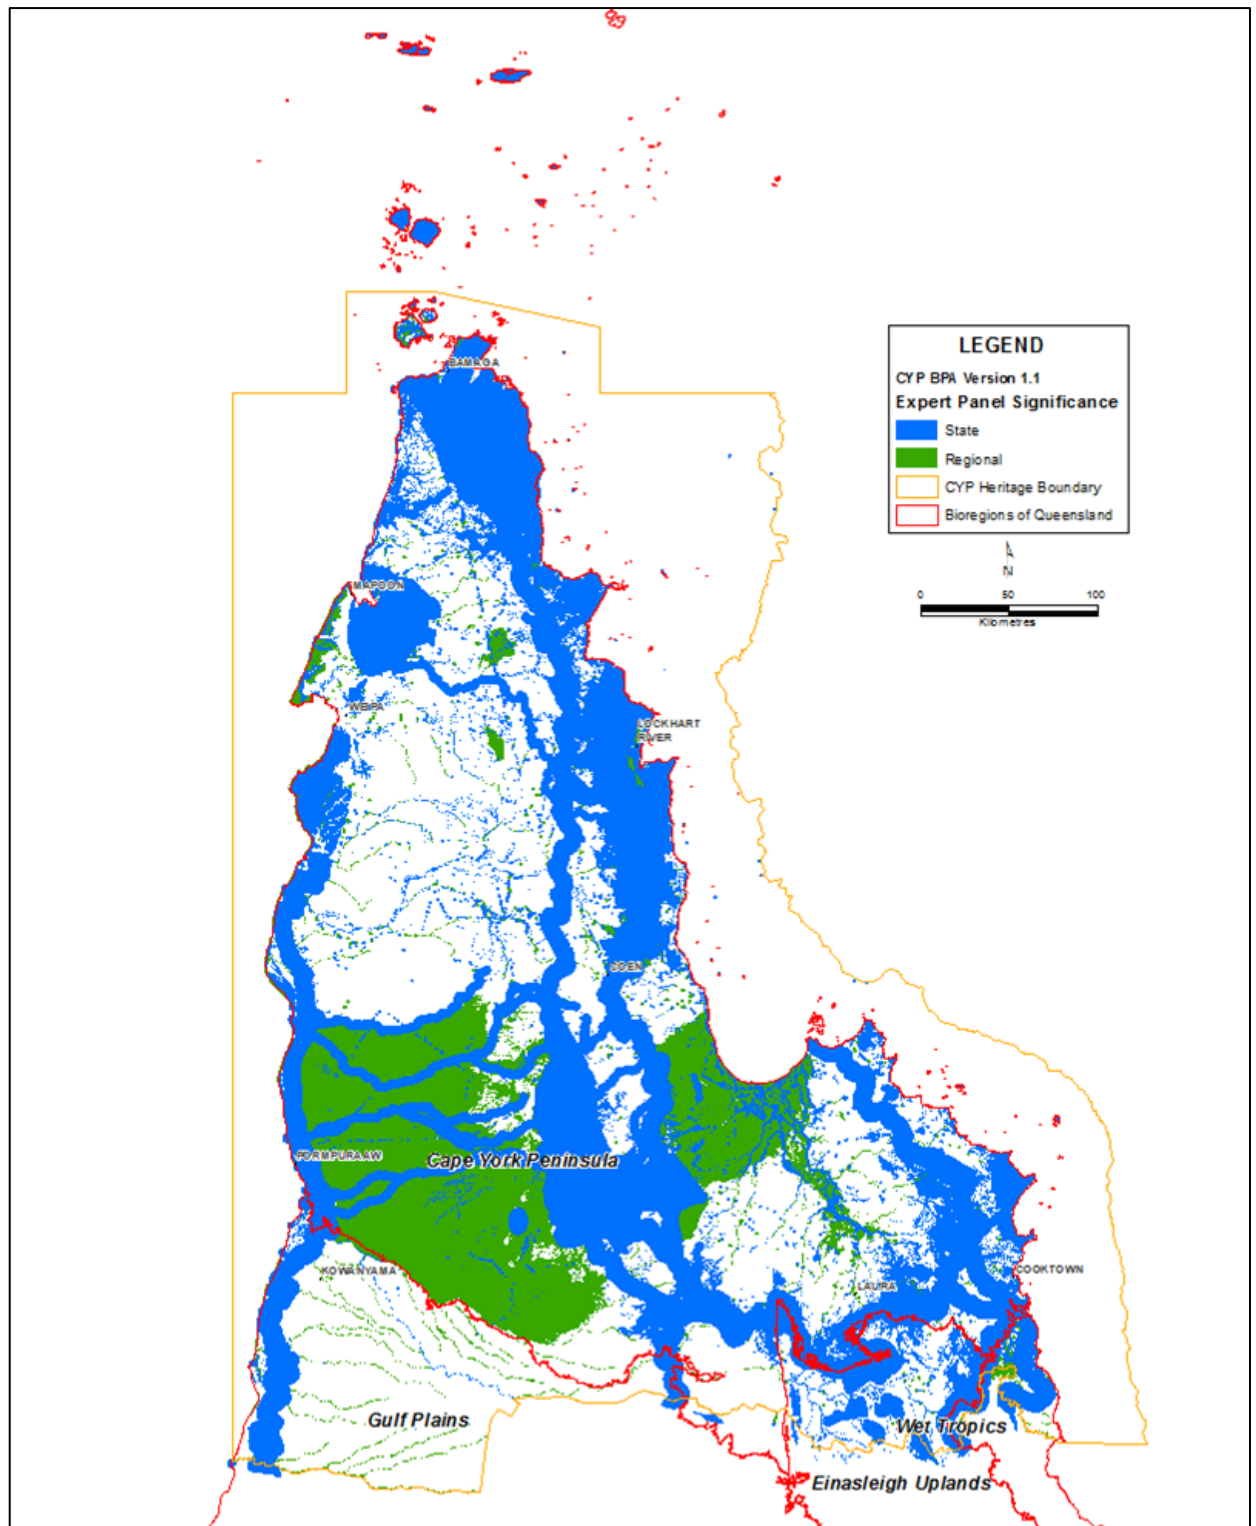 BAMAGA
LEGEND
CYP BPA Version 1.1
Expert Panel Significance
State
Regional
CYP Heritage Boundary
Bioregions of Queensland
N
0 50 100
Kilometres
MAPOON
WEIPA
LOCKHART
RIVER
COEN
PORMPURAAW
Cape York Peninsula
KOWANYAMA
LAURA
COOKTOWN
Gulf Plains
Wet Tropics
Einasleigh Uplands